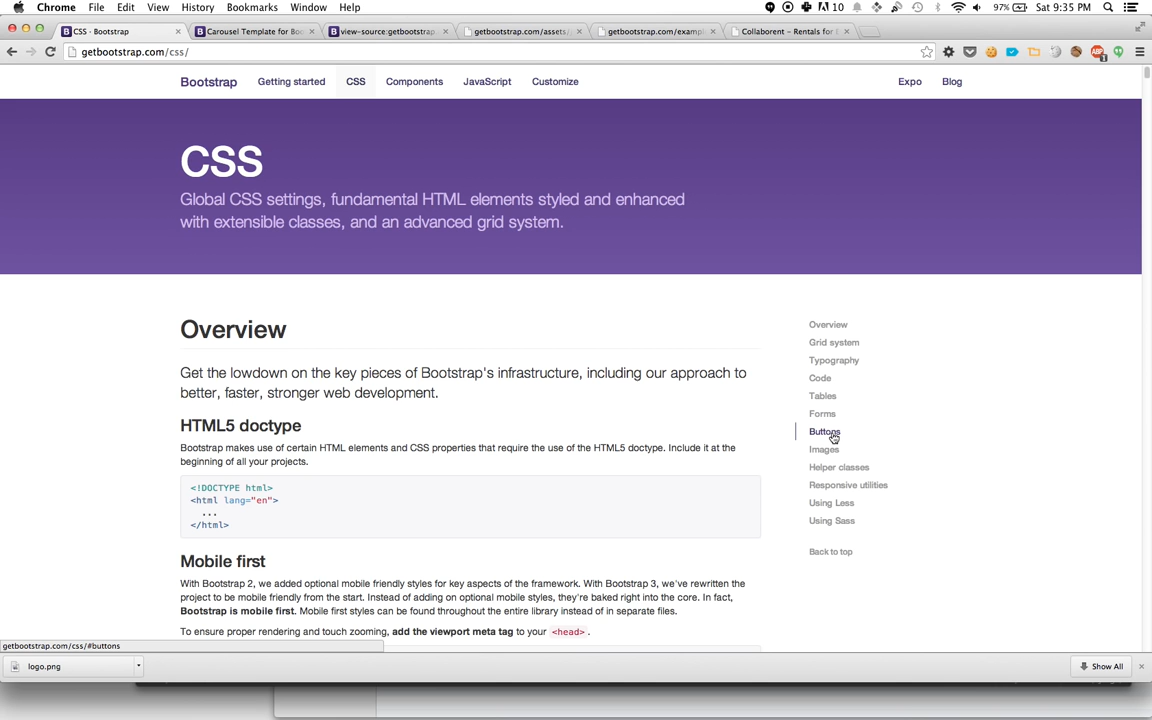 Chrome File Edit View History Bookmarks Window Help 10 97% Sat 9:35 PM
CSS · Bootstrap
Carousel Template for Boo
view-source:getbootstrap.
getbootstrap.com/assets/
getbootstrap.com/exampl
Collaborent – Rentals for
getbootstrap.com/css/
Bootstrap Getting started CSS Components JavaScript Customize Expo Blog
CSS
Global CSS settings, fundamental HTML elements styled and enhanced
with extensible classes, and an advanced grid system.
Overview
Get the lowdown on the key pieces of Bootstrap's infrastructure, including our approach to
better, faster, stronger web development.
HTML5 doctype
Bootstrap makes use of certain HTML elements and CSS properties that require the use of the HTML5 doctype. Include it at the
beginning of all your projects.
<!DOCTYPE html>
<html lang="en">
...
</html>
Mobile first
With Bootstrap 2, we added optional mobile friendly styles for key aspects of the framework. With Bootstrap 3, we've rewritten the
project to be mobile friendly from the start. Instead of adding on optional mobile styles, they're baked right into the core. In fact,
Bootstrap is mobile first. Mobile first styles can be found throughout the entire library instead of in separate files.
To ensure proper rendering and touch zooming, add the viewport meta tag to your <head>.
Overview
Grid system
Typography
Code
Tables
Forms
Buttons
Images
Helper classes
Responsive utilities
Using Less
Using Sass
Back to top
getbootstrap.com/css/#buttons
logo.png
Show All